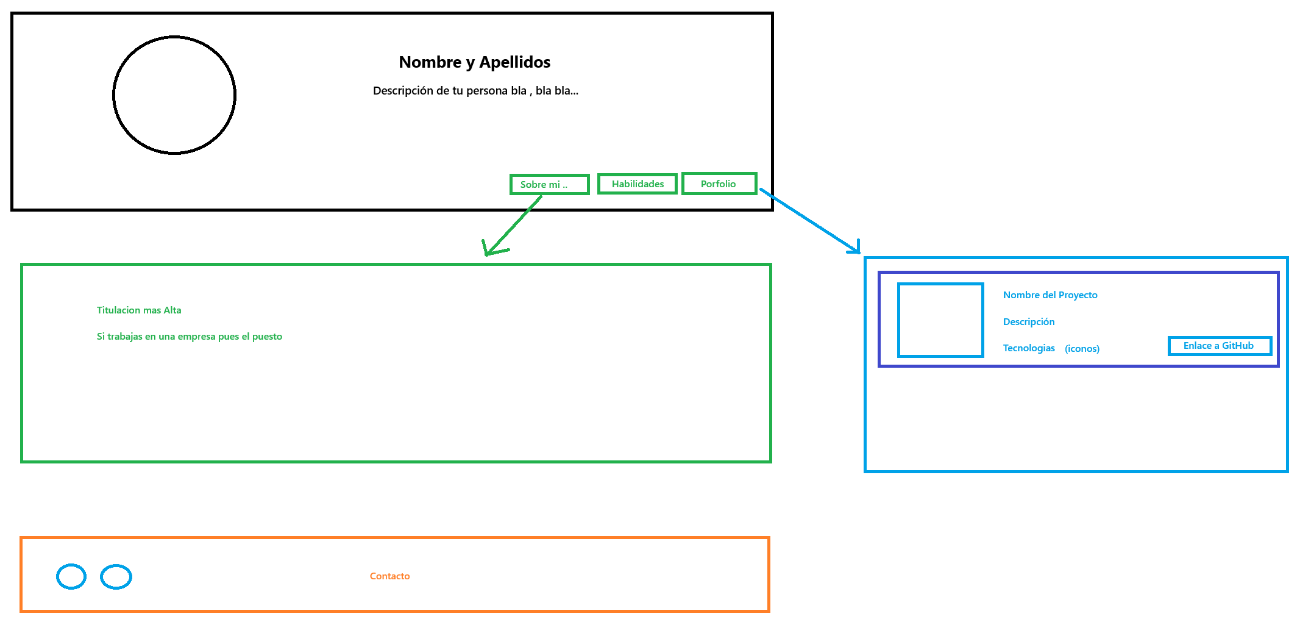 Nombre y Apellidos
Descripción de tu persona bla , bla bla...
Sobre mi ..
Habilidades
Porfolio
Titulacion mas Alta
Si trabajas en una empresa pues el puesto
Nombre del Proyecto
Descripción
Tecnologias (iconos)
Enlace a GitHub
Contacto